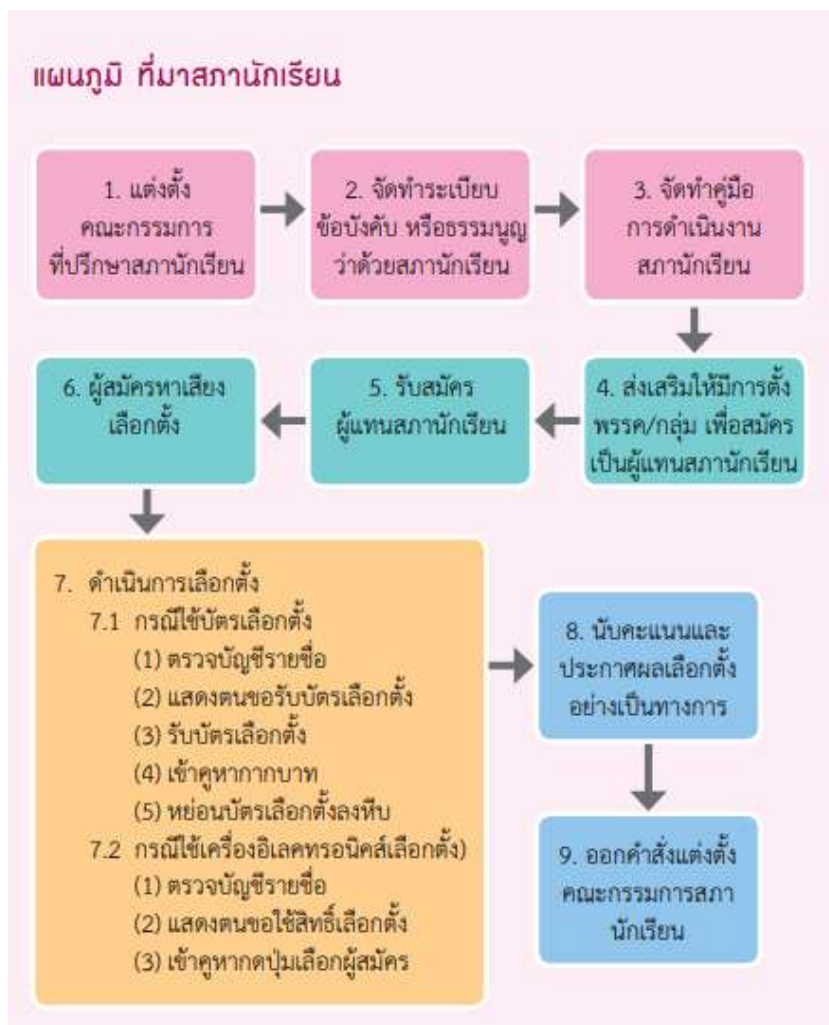 แผนภูมิ ที่มาสภานักเรียน
1. แต่งตั้ง
คณะกรรมการ
ที่ปรึกษาสภานักเรียน
2. จัดทำระเบียบ
ข้อบังคับ หรือธรรมนูญ
ว่าด้วยสภานักเรียน
3. จัดทำคู่มือ
การดำเนินงาน
สภานักเรียน
4. ส่งเสริมให้มีการตั้ง
พรรค/กลุ่ม เพื่อสมัคร
เป็นผู้แทนสภานักเรียน
5. รับสมัคร
ผู้แทนสภานักเรียน
6. ผู้สมัครหาเสียง
เลือกตั้ง
7. ดำเนินการเลือกตั้ง
7.1 กรณีใช้บัตรเลือกตั้ง
(1) ตรวจบัญชีรายชื่อ
(2) แสดงตนขอรับบัตรเลือกตั้ง
(3) รับบัตรเลือกตั้ง
(4) เข้าคูหากากบาท
(5) หย่อนบัตรเลือกตั้งลงหีบ
7.2 กรณีใช้เครื่องอิเลคทรอนิคส์เลือกตั้ง)
(1) ตรวจบัญชีรายชื่อ
(2) แสดงตนขอใช้สิทธิ์เลือกตั้ง
(3) เข้าคูหากดปุ่มเลือกผู้สมัคร
8. นับคะแนนและ
ประกาศผลเลือกตั้ง
อย่างเป็นทางการ
9. ออกคำสั่งแต่งตั้ง
คณะกรรมการสภา
นักเรียน